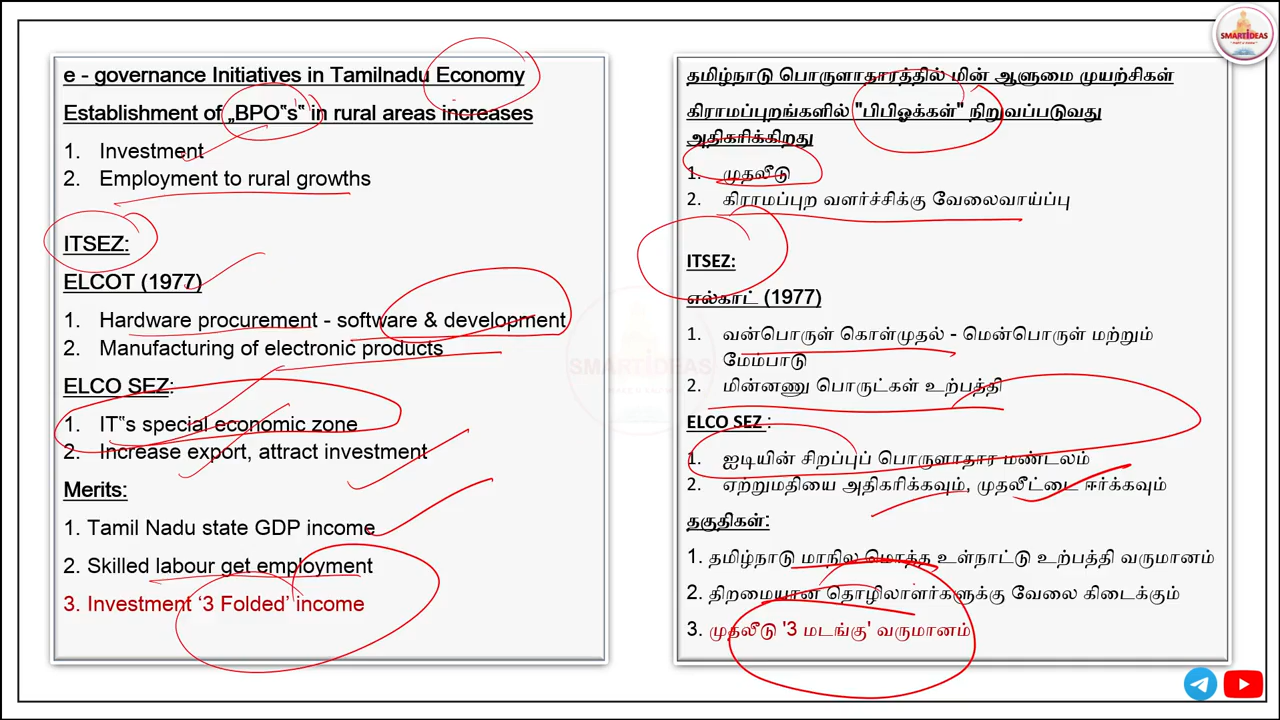 SMARTIDEAS
e - governance Initiatives in Tamilnadu Economy
Establishment of „BPO‟s‟ in rural areas increases
1. Investment
2. Employment to rural growths
ITSEZ:
ELCOT (1977)
1. Hardware procurement - software & development
2. Manufacturing of electronic products
ELCO SEZ:
1. IT‟s special economic zone
2. Increase export, attract investment
Merits:
1. Tamil Nadu state GDP income
2. Skilled labour get employment
3. Investment ‘3 Folded’ income
தமிழ்நாடு பொருளாதாரத்தில் மின் ஆளுமை முயற்சிகள்
கிராமப்புறங்களில் "பிபிஓக்கள்" நிறுவப்படுவது
அதிகரிக்கிறது
1. முதலீடு
2. கிராமப்புற வளர்ச்சிக்கு வேலைவாய்ப்பு
ITSEZ:
எல்காட் (1977)
1. வன்பொருள் கொள்முதல் - மென்பொருள் மற்றும்
மேம்பாடு
2. மின்னணு பொருட்கள் உற்பத்தி
ELCO SEZ :
1. ஐடியின் சிறப்புப் பொருளாதார மண்டலம்
2. ஏற்றுமதியை அதிகரிக்கவும், முதலீட்டை ஈர்க்கவும்
தகுதிகள்:
1. தமிழ்நாடு மாநில மொத்த உள்நாட்டு உற்பத்தி வருமானம்
2. திறமையான தொழிலாளர்களுக்கு வேலை கிடைக்கும்
3. முதலீடு '3 மடங்கு' வருமானம்
SMARTIDEAS